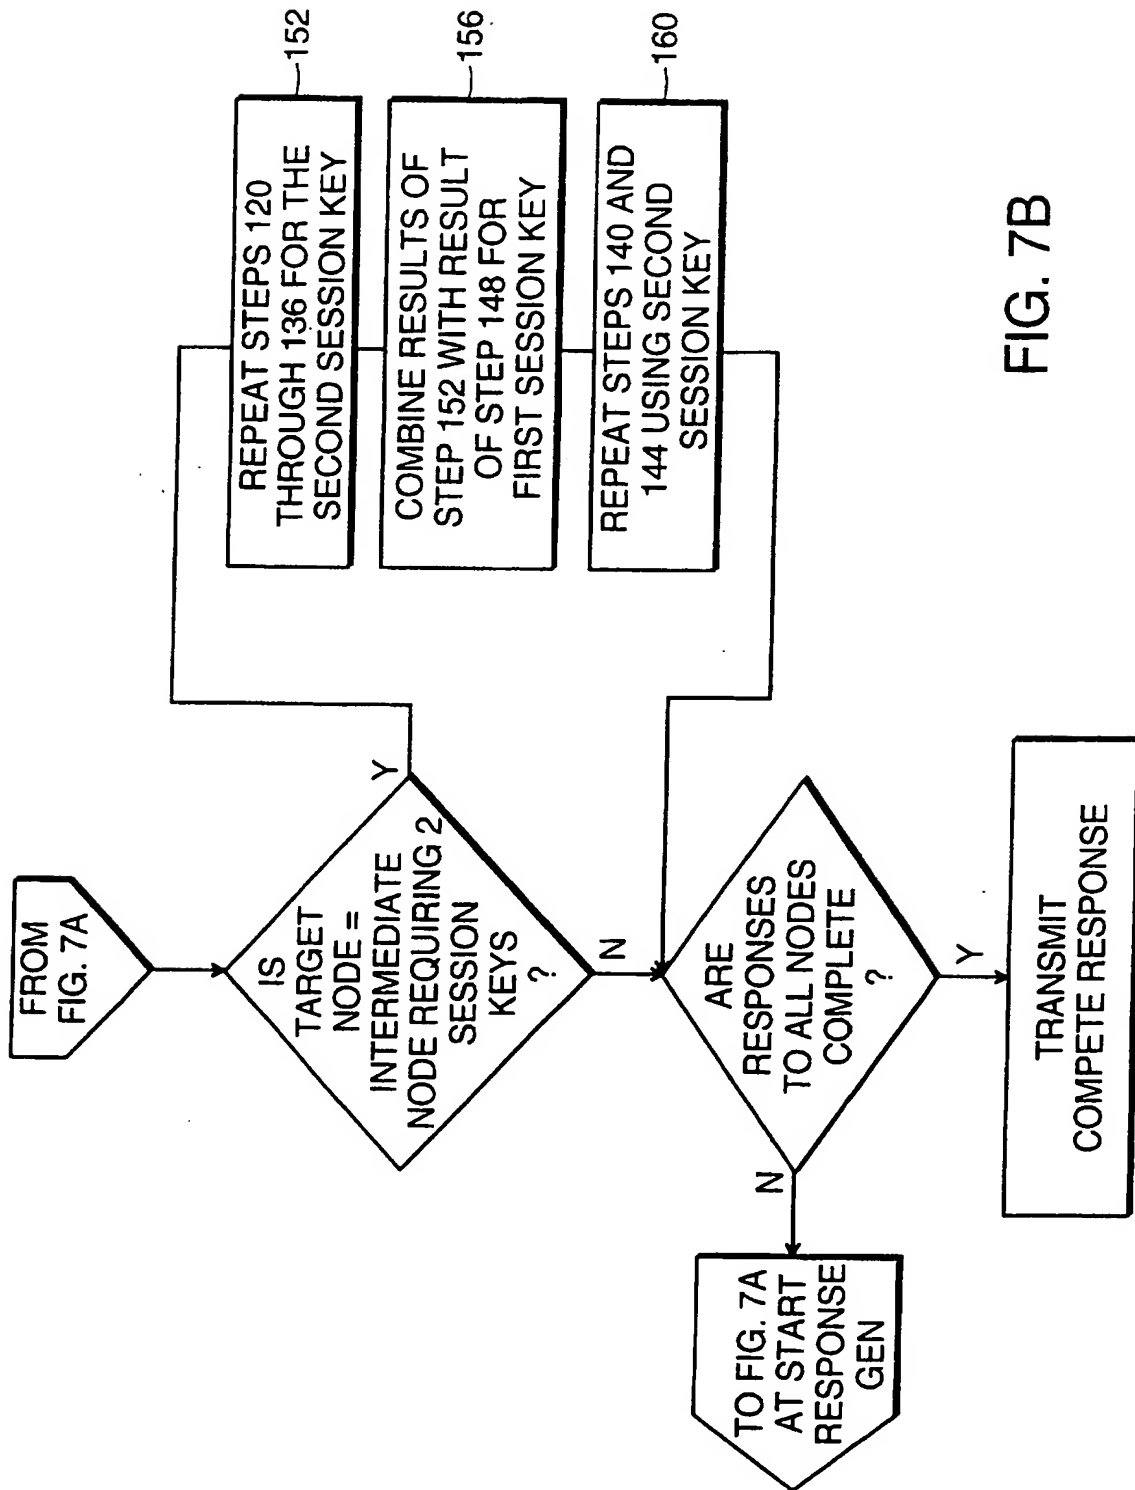 FROM
FIG. 7A
IS
TARGET
NODE =
INTERMEDIATE
NODE REQUIRING 2
SESSION
KEYS
?
Y
N
REPEAT STEPS 120
THROUGH 136 FOR THE
SECOND SESSION KEY
152
COMBINE RESULTS OF
STEP 152 WITH RESULT
OF STEP 148 FOR
FIRST SESSION KEY
156
REPEAT STEPS 140 AND
144 USING SECOND
SESSION KEY
160
ARE
RESPONSES
TO ALL NODES
COMPLETE
?
N
Y
TO FIG. 7A
AT START
RESPONSE
GEN
TRANSMIT
COMPETE RESPONSE
FIG. 7B